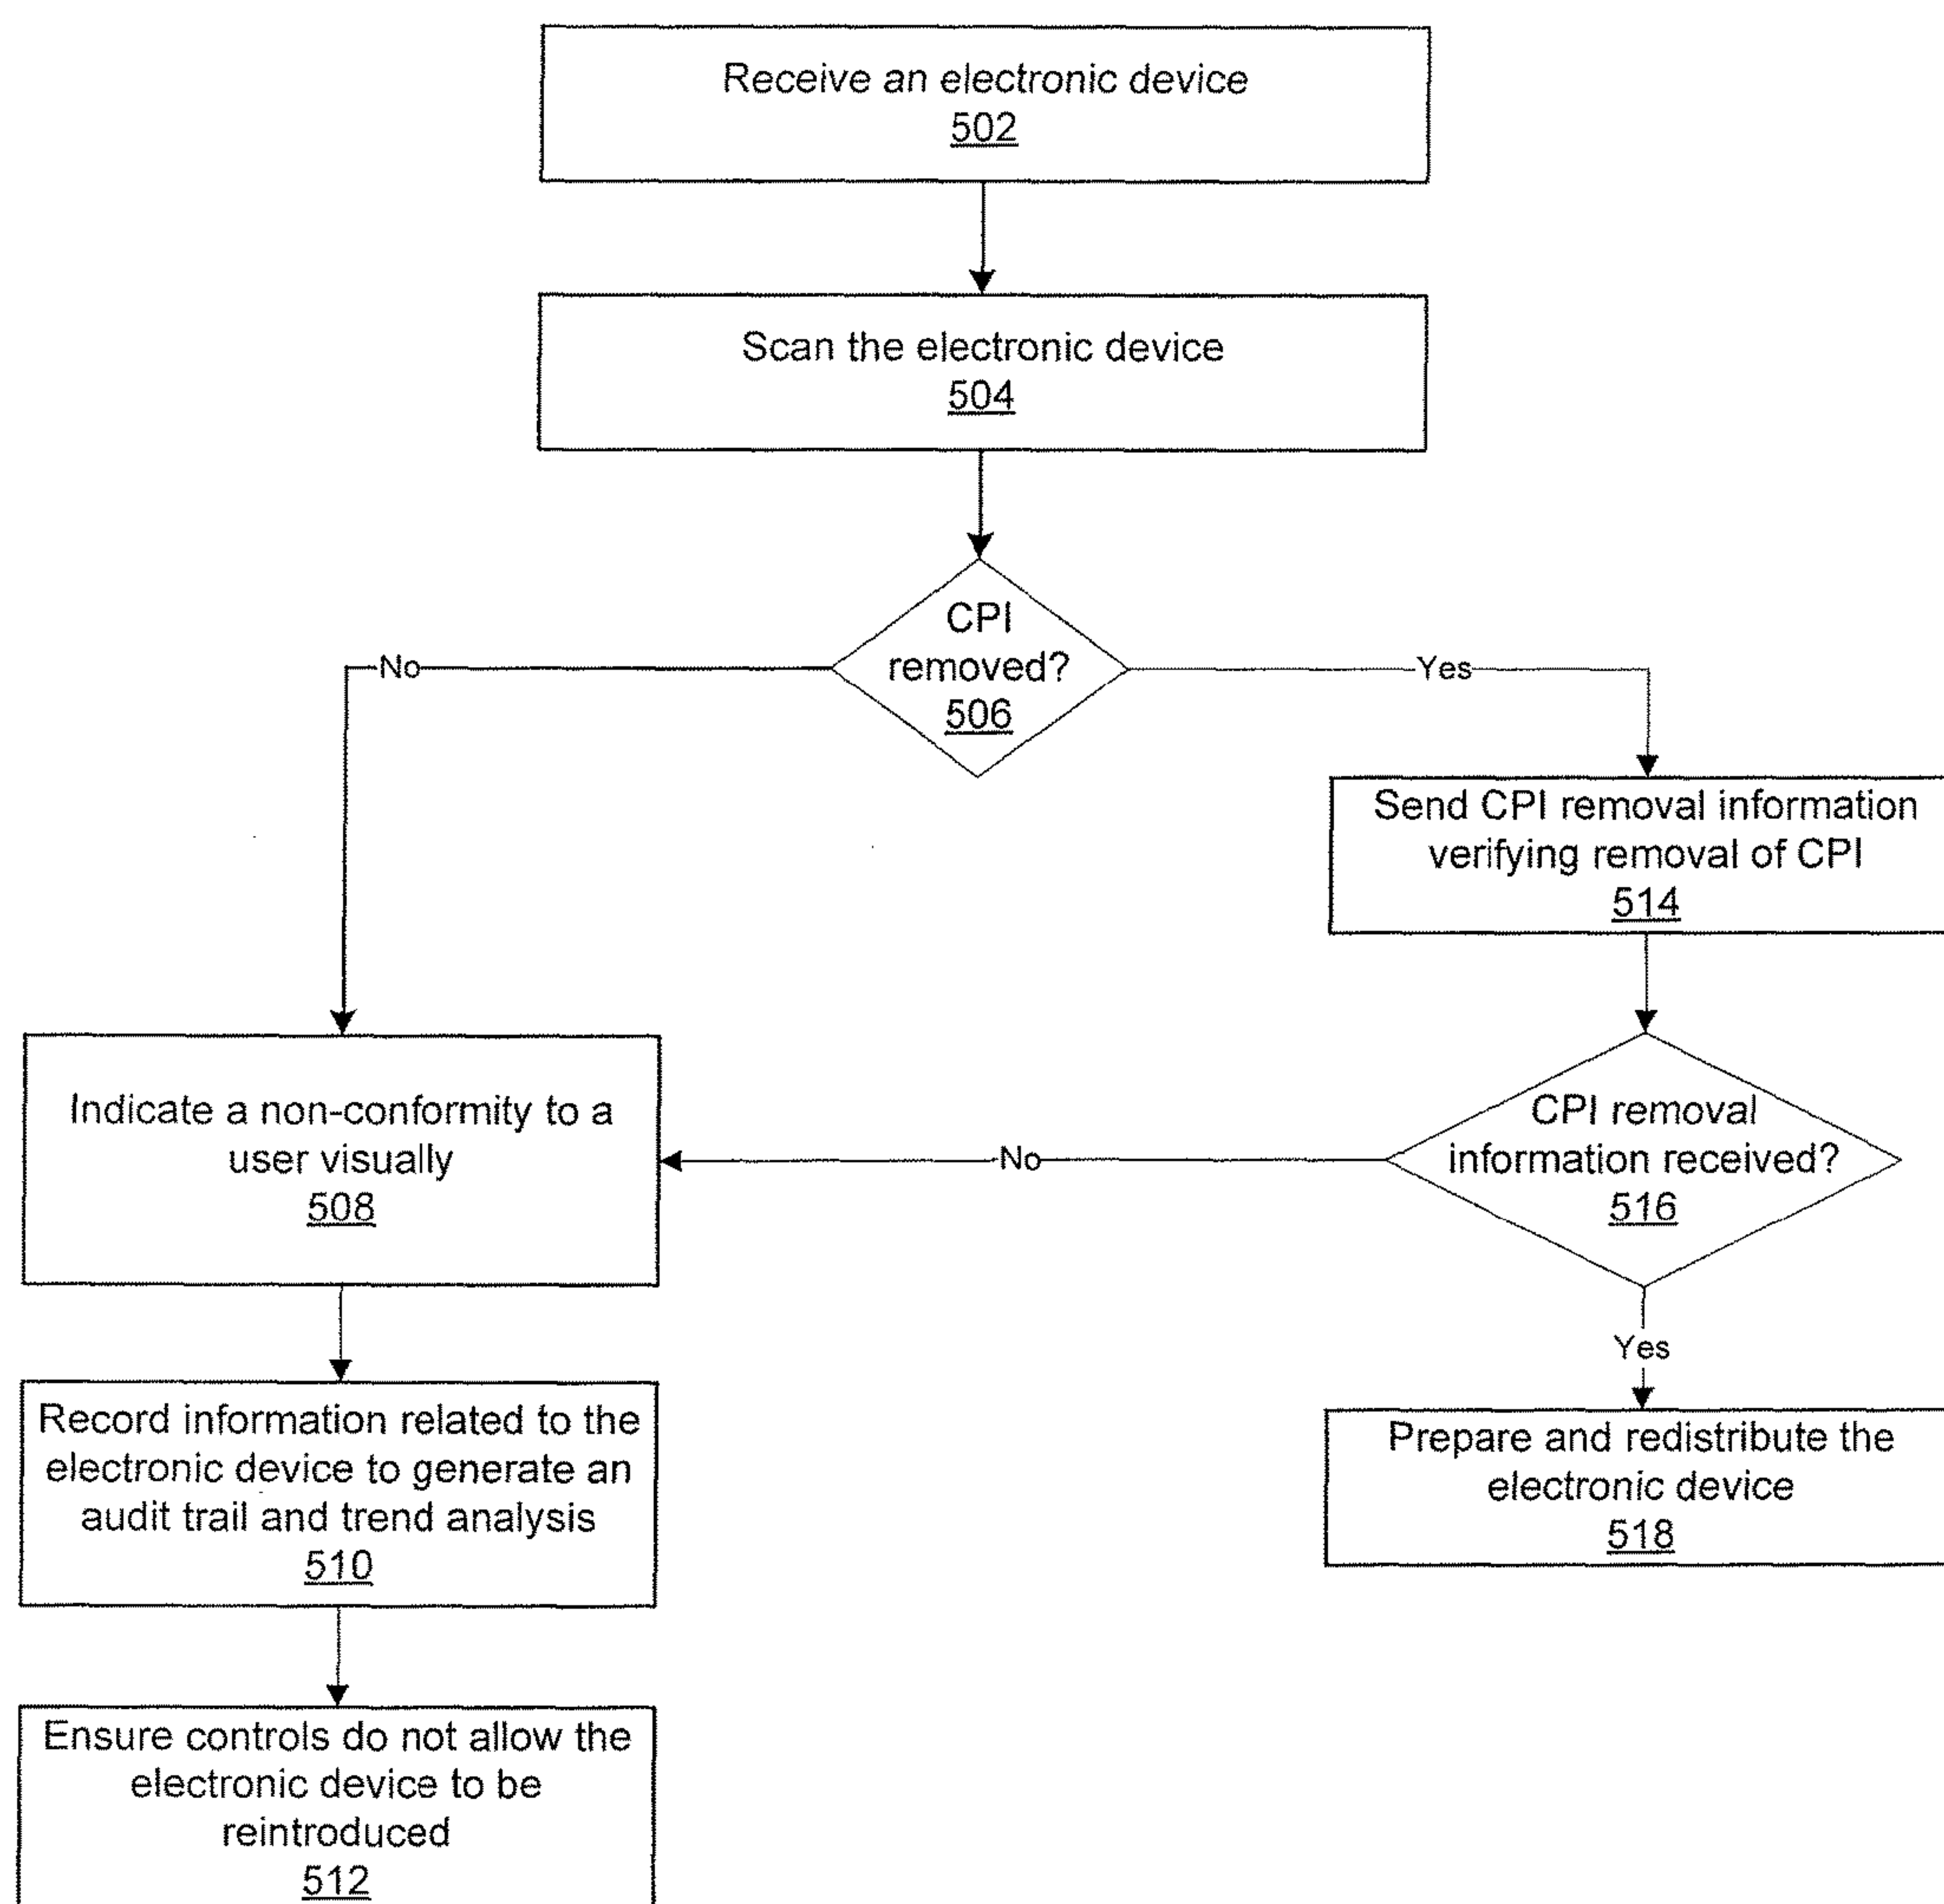 Receive an electronic device
502
Scan the electronic device
504
CPI
removed?
506
No
Yes
Send CPI removal information
verifying removal of CPI
514
Indicate a non-conformity to a
user visually
508
No
CPI removal
information received?
516
Yes
Record information related to the
electronic device to generate an
audit trail and trend analysis
510
Prepare and redistribute the
electronic device
518
Ensure controls do not allow the
electronic device to be
reintroduced
512